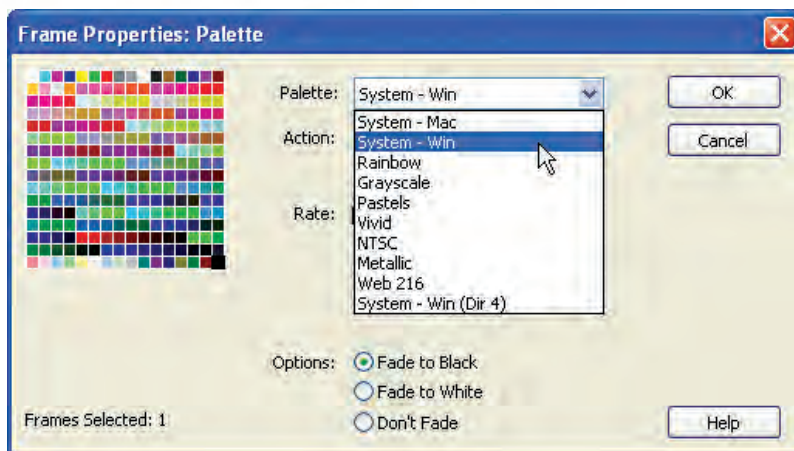 Frame Properties: Palette
Palette: System - Win OK
System - Mac
Action: System - Win Cancel
Rainbow
Grayscale
Pastels
Rate: Vivid
NTSC
Metallic
Web 216
System - Win (Dir 4)
Options: Fade to Black
Fade to White
Frames Selected: 1 Don't Fade Help